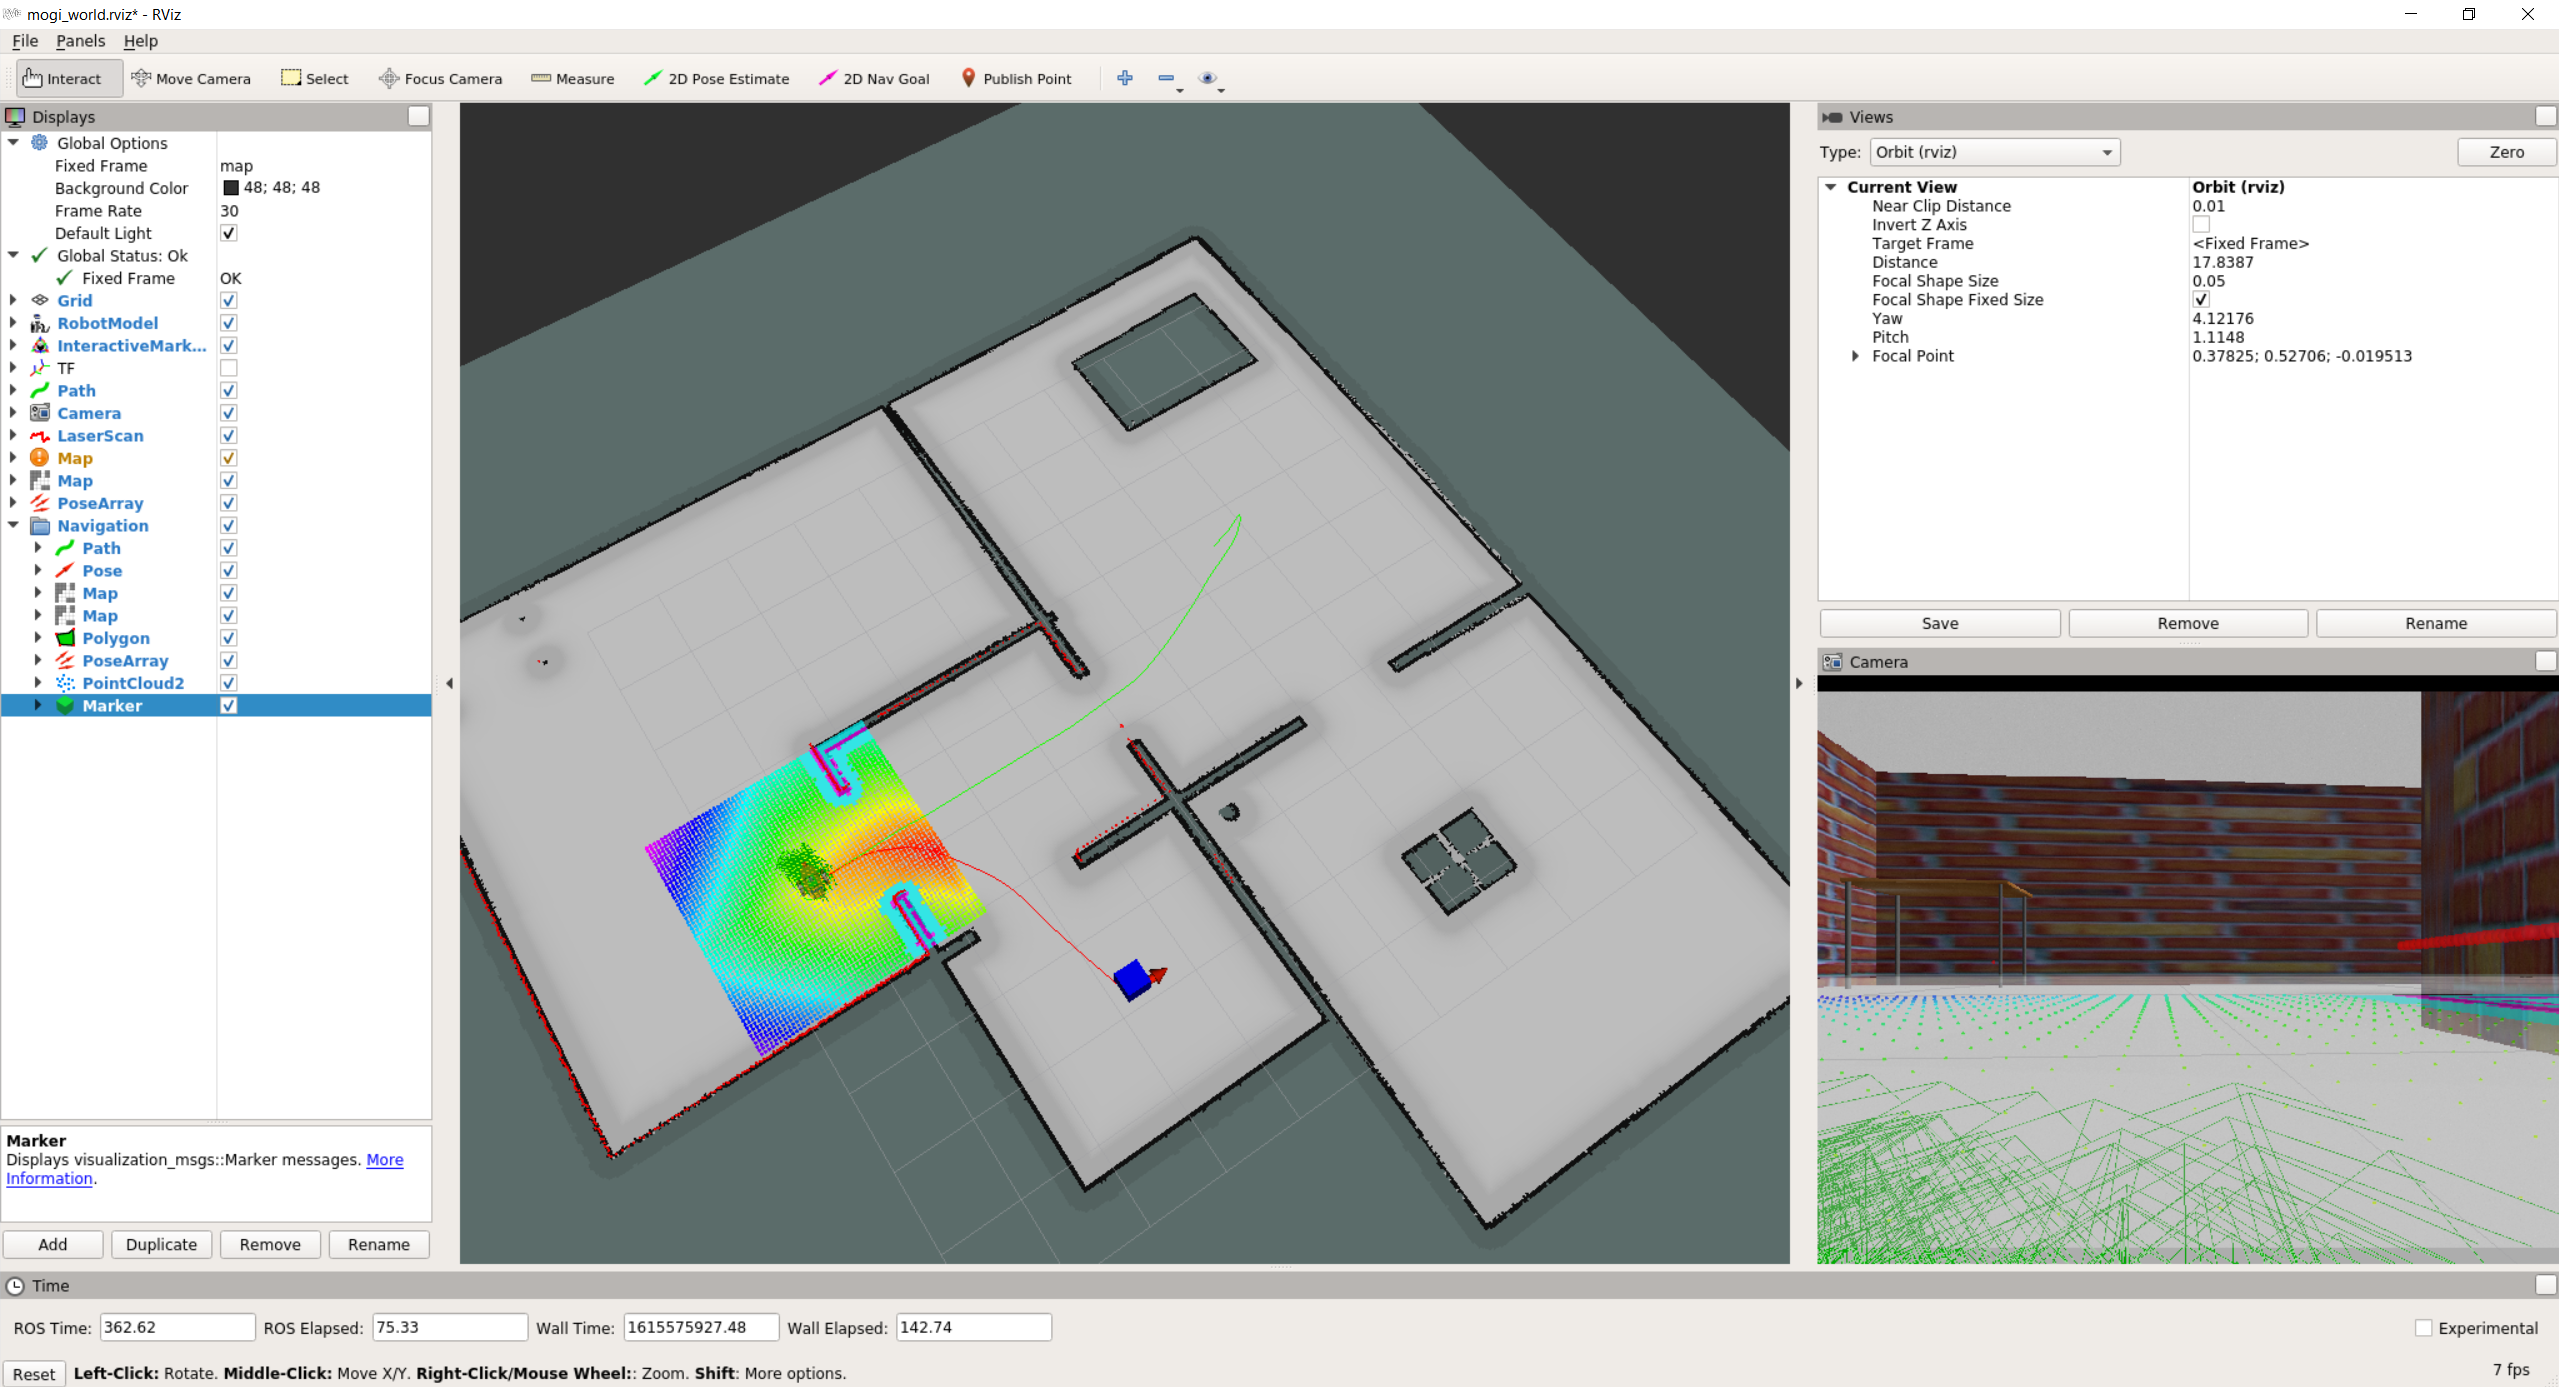 mogi_world.rviz* - RViz
File Panels Help
Interact Move Camera Select Focus Camera Measure 2D Pose Estimate 2D Nav Goal Publish Point
Displays
Global Options
Fixed Frame map
Background Color 48; 48; 48
Frame Rate 30
Default Light
Global Status: Ok
Fixed Frame OK
Grid
RobotModel
InteractiveMark...
TF
Path
Camera
LaserScan
Map
Map
PoseArray
Navigation
Path
Pose
Map
Map
Polygon
PoseArray
PointCloud2
Marker
Marker
Displays visualization_msgs::Marker messages. More
Information.
Add Duplicate Remove Rename
Views
Type: Orbit (rviz) Zero
Current View Orbit (rviz)
Near Clip Distance 0.01
Invert Z Axis
Target Frame <Fixed Frame>
Distance 17.8387
Focal Shape Size 0.05
Focal Shape Fixed Size
Yaw 4.12176
Pitch 1.1148
Focal Point 0.37825; 0.52706; -0.019513
Save Remove Rename
Camera
Time
ROS Time: 362.62 ROS Elapsed: 75.33 Wall Time: 1615575927.48 Wall Elapsed: 142.74 Experimental
Reset Left-Click: Rotate. Middle-Click: Move X/Y. Right-Click/Mouse Wheel:: Zoom. Shift: More options. 7 fps